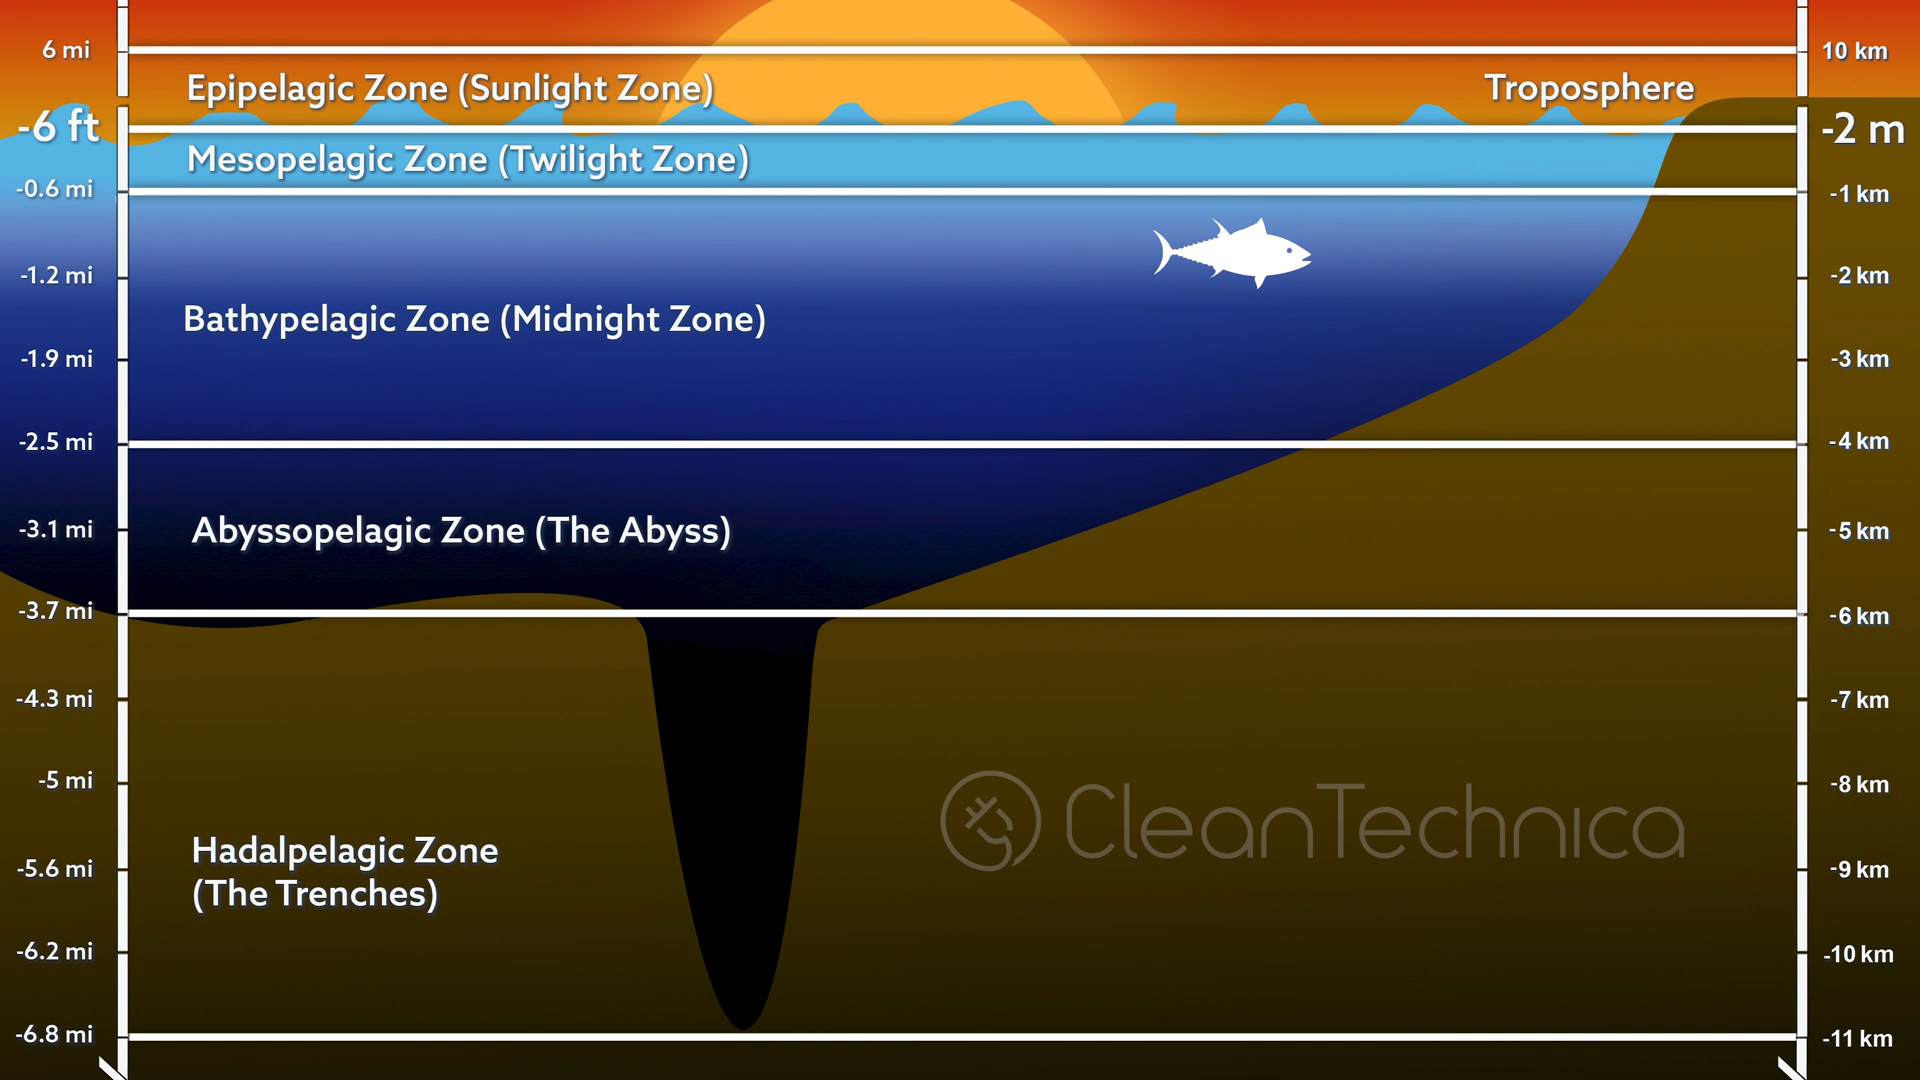 6 mi
10 km
Epipelagic Zone (Sunlight Zone)
Troposphere
-6 ft
-2 m
Mesopelagic Zone (Twilight Zone)
-0.6 mi
-1 km
-1.2 mi
-2 km
Bathypelagic Zone (Midnight Zone)
-1.9 mi
-3 km
-2.5 mi
-4 km
Abyssopelagic Zone (The Abyss)
-3.1 mi
-5 km
-3.7 mi
-6 km
-4.3 mi
-7 km
-5 mi
-8 km
CleanTechnica
Hadalpelagic Zone
(The Trenches)
-5.6 mi
-9 km
-6.2 mi
-10 km
-6.8 mi
-11 km